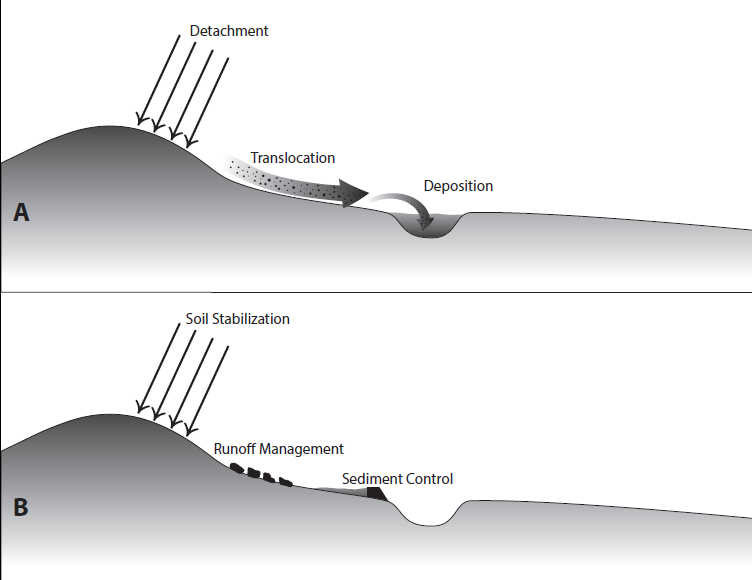 Detachment
Translocation
Deposition
A
Soil Stabilization
Runoff Management
Sediment Control
B